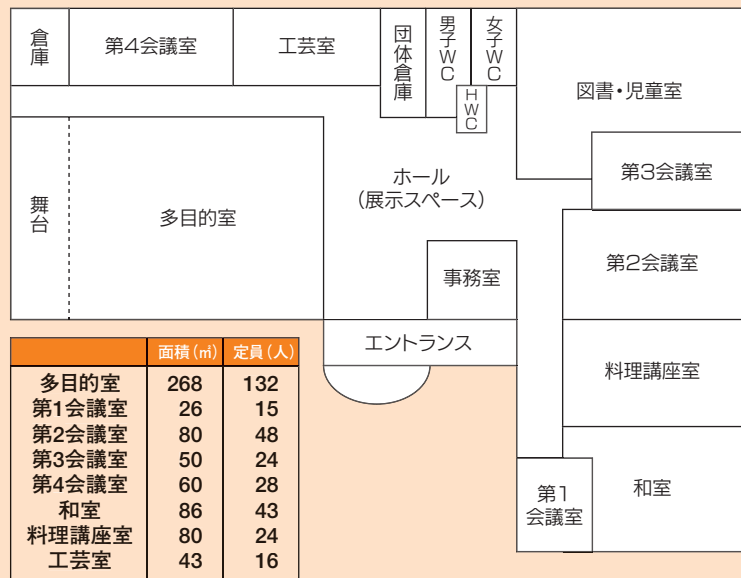 倉庫
第4会議室
工芸室
団体倉庫
男子WC
女子WC
HWC
図書・児童室
第3会議室
ホール
（展示スペース）
舞台
多目的室
第2会議室
事務室
エントランス
料理講座室
第1
会議室
和室
面積（㎡） 定員（人）
多目的室 268 132
第1会議室 26 15
第2会議室 80 48
第3会議室 50 24
第4会議室 60 28
和室 86 43
料理講座室 80 24
工芸室 43 16